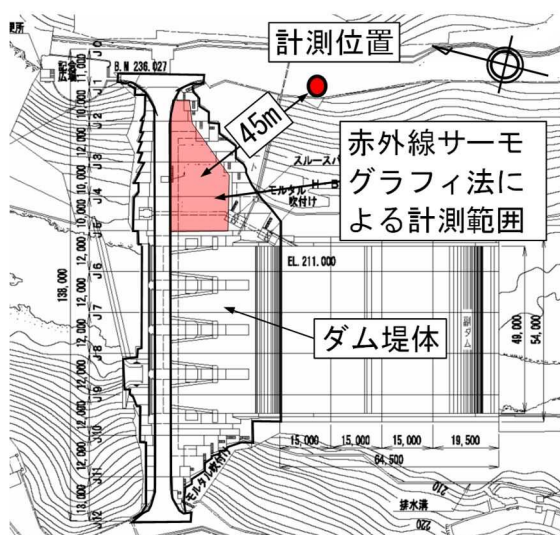 計測位置
B.M 236.027
45m
赤外線サーモ
グラフィ法に
よる計測範囲
スルースバ
モルタル
吹付け
EL.211.000
ダム堤体
副ダム
J0
J1
10,000
J2
12,000
J3
12,000
J4
12,000
J5
12,000
J6
12,000
J7
12,000
J8
12,000
J9
12,000
J10
12,000
J11
13,000
J12
138,000
49,000
54,000
15,000
15,000
15,000
19,500
64,500
モルタル吹付け
排水溝
210
220